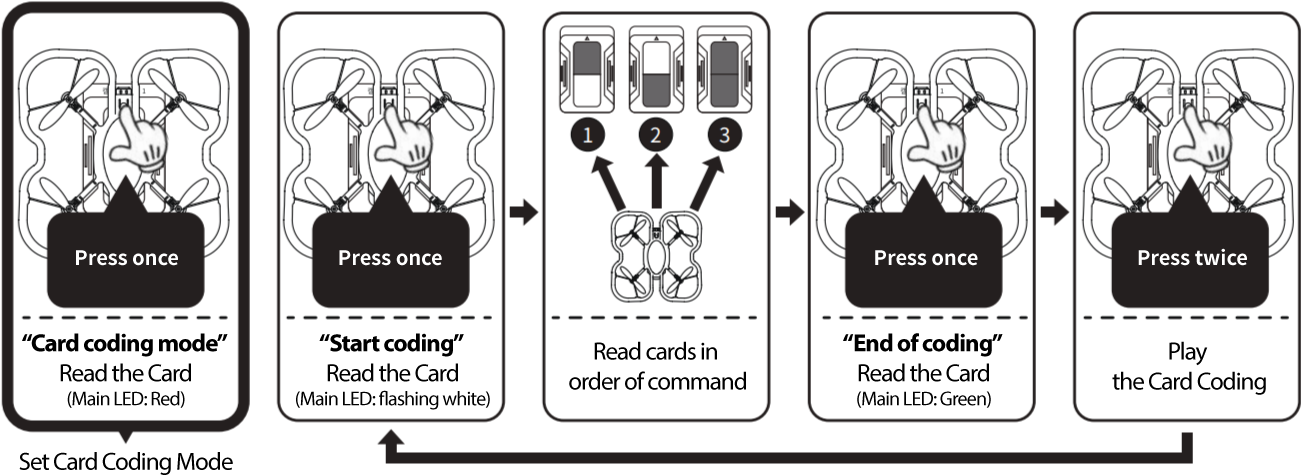 Press once
“Card coding mode”
Read the Card
(Main LED: Red)
Set Card Coding Mode
Press once
“Start coding”
Read the Card
(Main LED: flashing white)
1
2
3
Read cards in
order of command
Press once
“End of coding”
Read the Card
(Main LED: Green)
Press twice
Play
the Card Coding